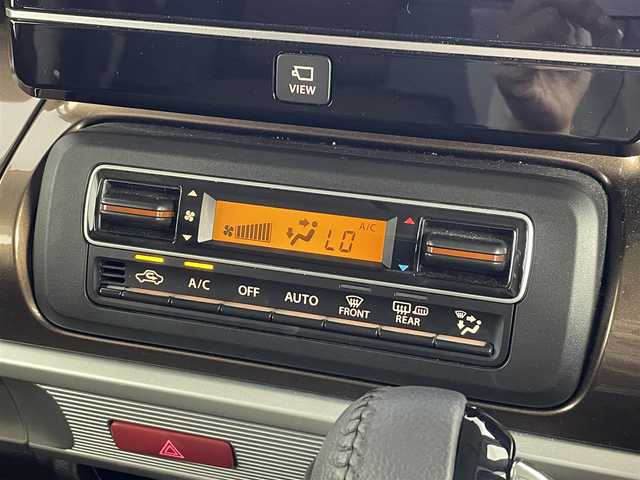 VIEW
A/C
LO
A/C OFF AUTO FRONT REAR